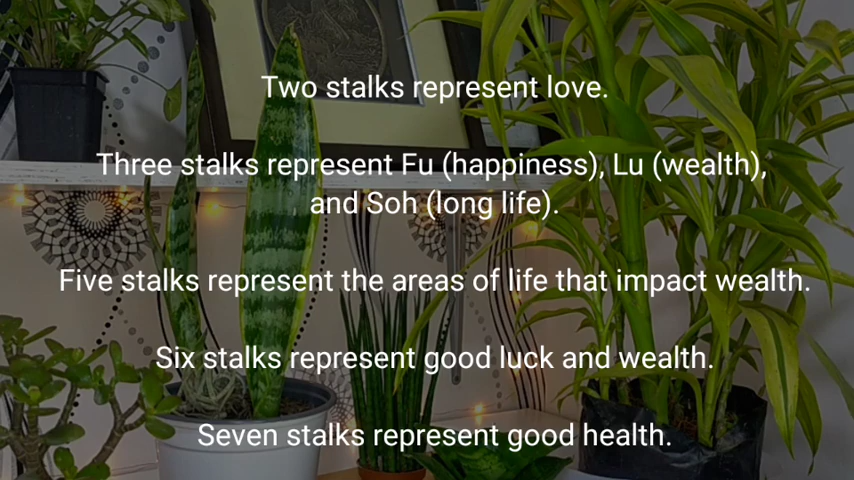 Two stalks represent love.
Three stalks represent Fu (happiness), Lu (wealth),
and Soh (long life).
Five stalks represent the areas of life that impact wealth.
Six stalks represent good luck and wealth.
Seven stalks represent good health.